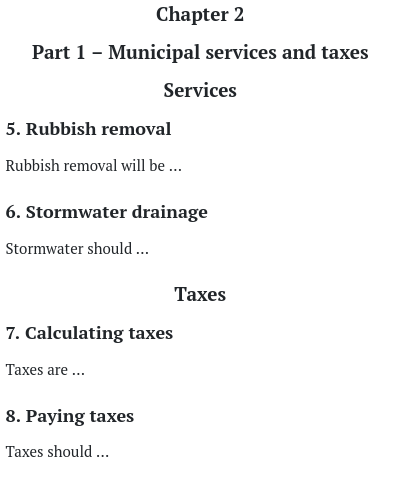 Chapter 2
Part 1 – Municipal services and taxes
Services
5. Rubbish removal
Rubbish removal will be …
6. Stormwater drainage
Stormwater should …
Taxes
7. Calculating taxes
Taxes are …
8. Paying taxes
Taxes should …